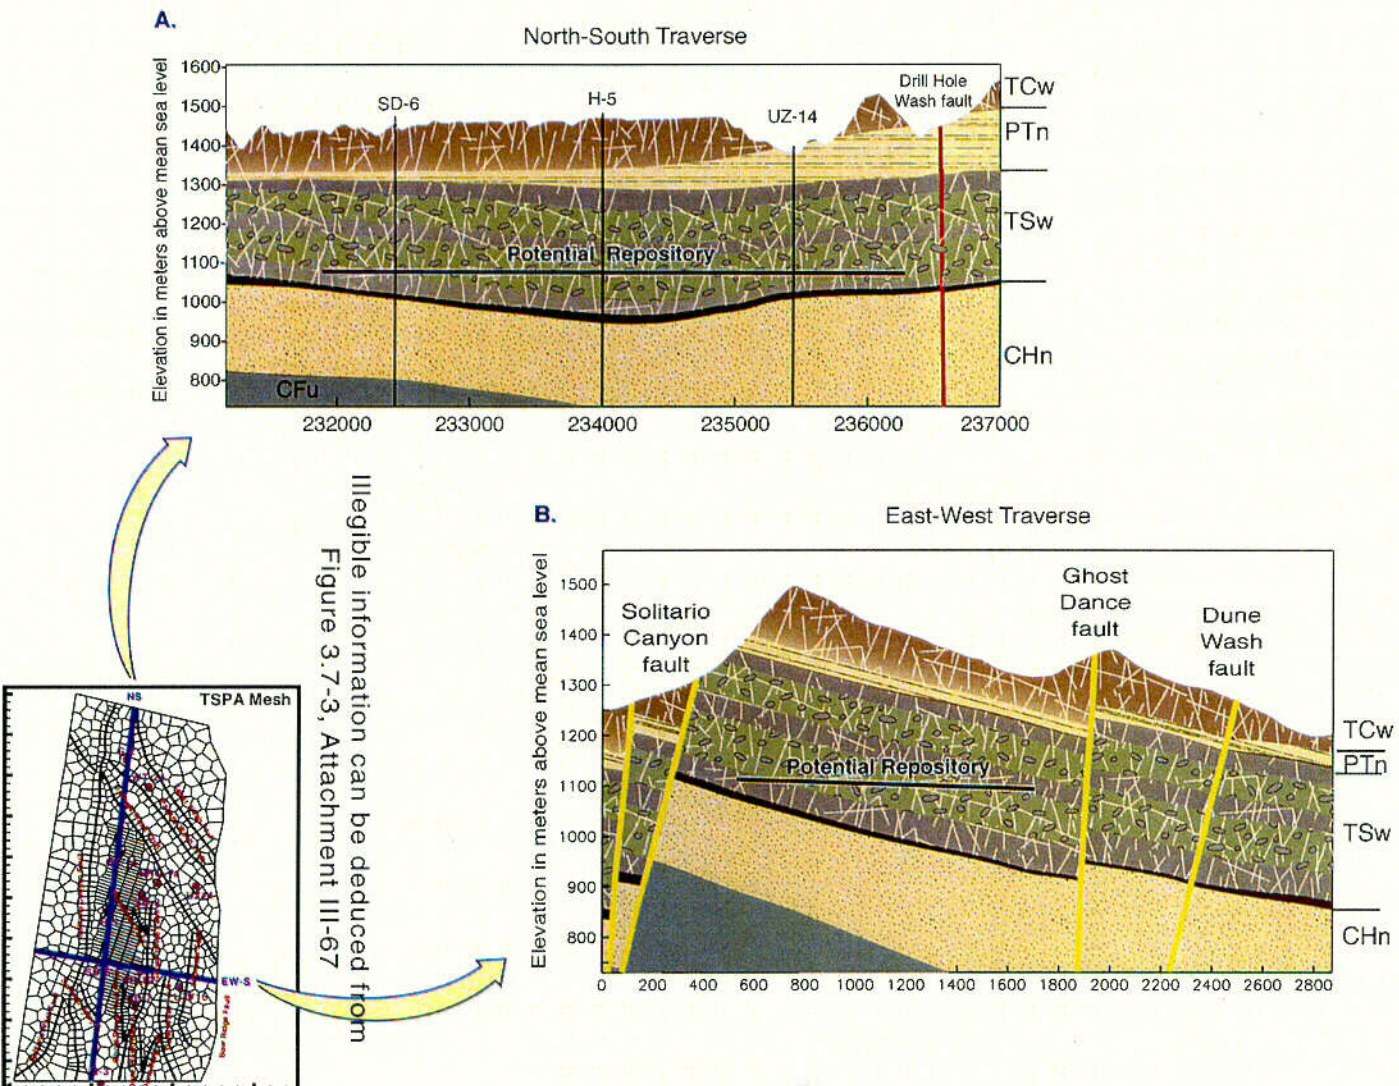 A.
North-South Traverse
Elevation in meters above mean sea level
1600
1500
1400
1300
1200
1100
1000
900
800
SD-6
H-5
UZ-14
Drill Hole
Wash fault
TCw
PTn
TSw
CHn
Potential Repository
CFu
232000 233000 234000 235000 236000 237000
Illegible information can be deduced from
Figure 3.7-3, Attachment III-67
B.
East-West Traverse
Elevation in meters above mean sea level
1500
1400
1300
1200
1100
1000
900
800
Solitario
Canyon
fault
Ghost
Dance
fault
Dune
Wash
fault
Potential Repository
TCw
PTn
TSw
CHn
0 200 400 600 800 1000 1200 1400 1600 1800 2000 2200 2400 2600 2800
NS
TSPA Mesh
EW-S
Bow Ridge Fault